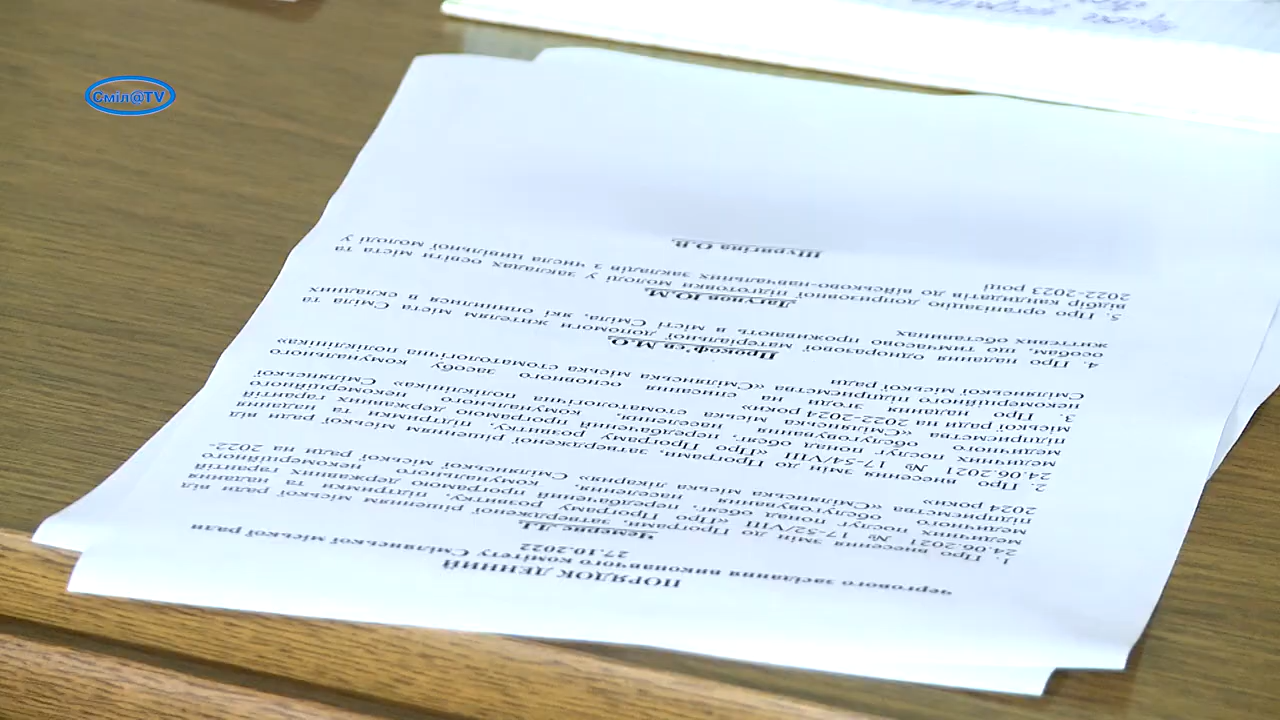 Сміл@TV
ПОРЯДОК ДЕННИЙ
чергового засідання виконавчого комітету Смілянської міської ради
27.10.2022
Чемерис Л.І.
1. Про внесення змін до Програми, затвердженої рішенням міської ради від
24.06.2021 № 17-52/VIII «Про Програму розвитку, підтримки та надання
медичних послуг понад обсяг, передбачений програмою державних гарантій
медичного обслуговування населення, комунального некомерційного
підприємства «Смілянська міська лікарня» Смілянської міської ради на 2022-
2024 роки»
2. Про внесення змін до Програми, затвердженої рішенням міської ради від
24.06.2021 № 17-54/VIII «Про Програму розвитку, підтримки та надання
медичних послуг понад обсяг, передбачений програмою державних гарантій
медичного обслуговування населення, комунального некомерційного
підприємства «Смілянська міська стоматологічна поліклініка» Смілянської
міської ради на 2022-2024 роки»
3. Про надання згоди на списання основного засобу комунального
некомерційного підприємства «Смілянська міська стоматологічна поліклініка»
Смілянської міської ради
Прокоф'єв М.О.
4. Про надання одноразової матеріальної допомоги жителям міста Сміла та
особам, що тимчасово проживають в місті Сміла, які опинилися в складних
життєвих обставинах
Лагунов Ю.М.
5. Про організацію допризовної підготовки молоді у закладах освіти міста та
відбір кандидатів до військово-навчальних закладів з числа цивільної молоді у
2022-2023 році
Шурягіна О.В.